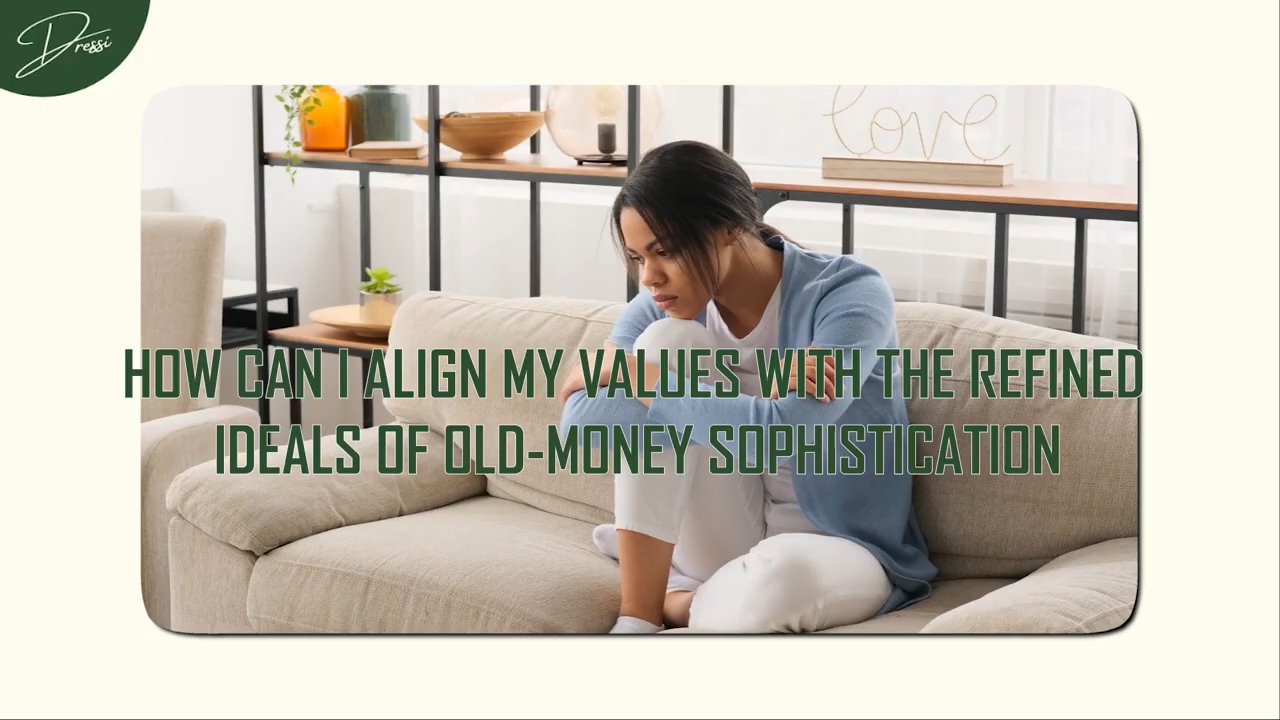 Dressi
love
HOW CAN I ALIGN MY VALUES WITH THE REFINED
IDEALS OF OLD-MONEY SOPHISTICATION